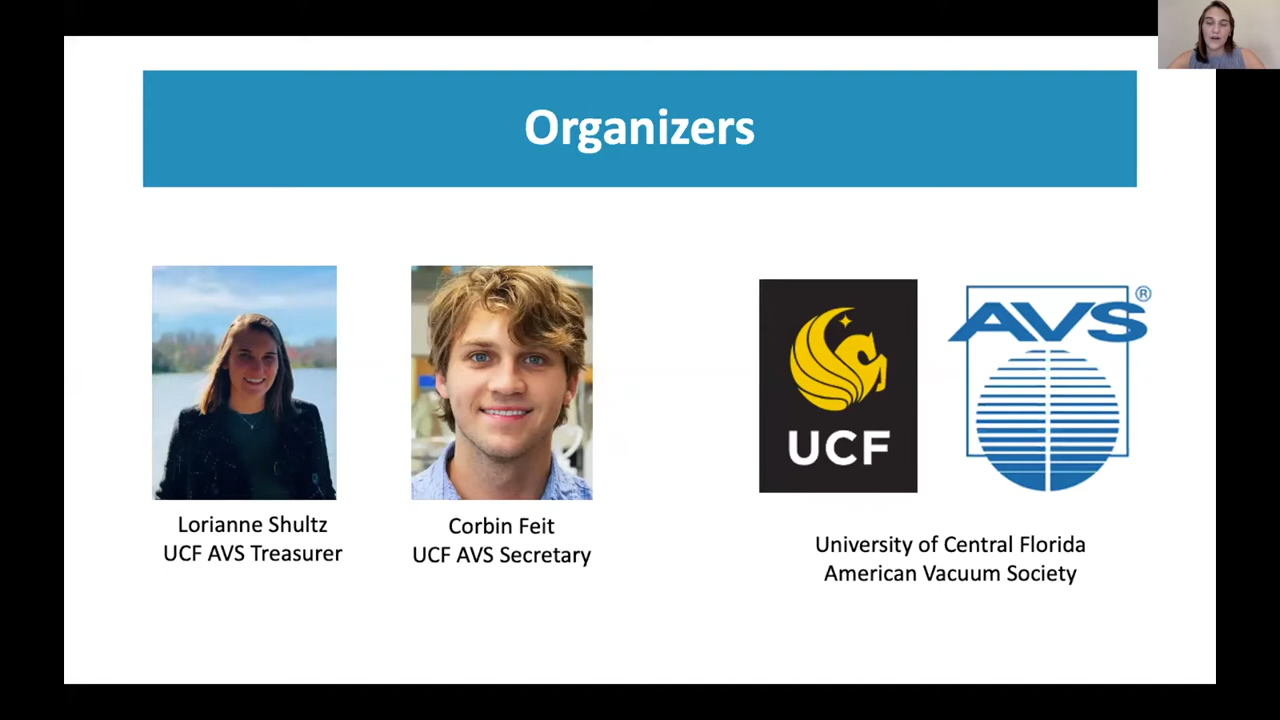 Organizers
Lorianne Shultz
UCF AVS Treasurer
Corbin Feit
UCF AVS Secretary
UCF
AVS®
University of Central Florida
American Vacuum Society